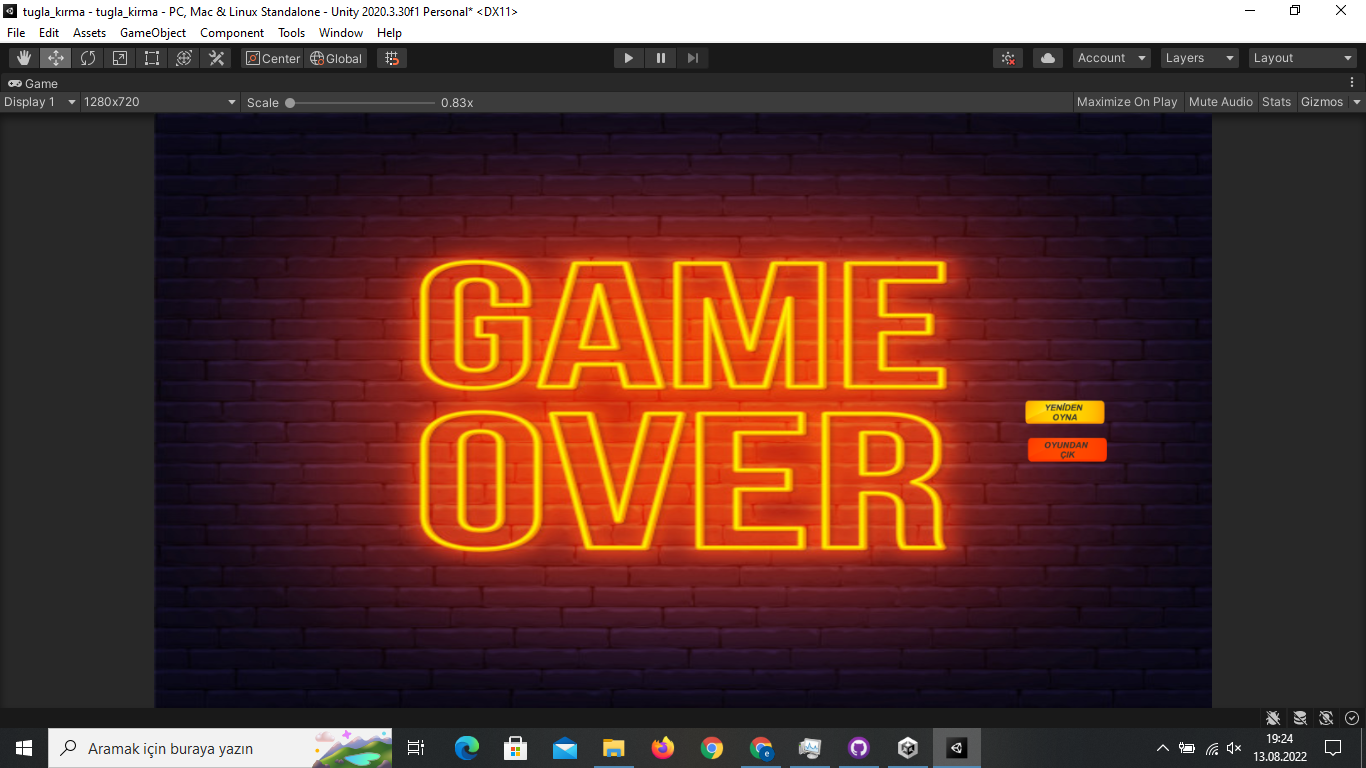 tugla_kırma - tugla_kirma - PC, Mac & Linux Standalone - Unity 2020.3.30f1 Personal* <DX11>
File Edit Assets GameObject Component Tools Window Help
Center Global Account Layers Layout
Game
Display 1 1280x720 Scale 0.83x Maximize On Play Mute Audio Stats Gizmos
GAME
OVER
YENİDEN
OYNA
OYUNDAN
ÇIK
Aramak için buraya yazın
19:24
13.08.2022